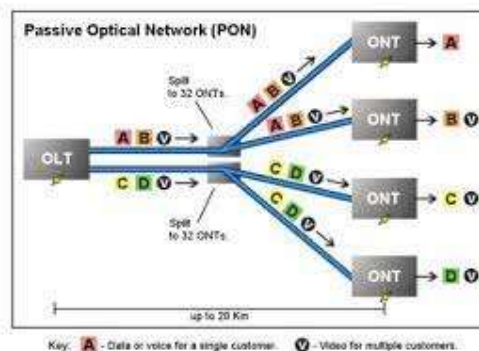 Passive Optical Network (PON)
ONT
A
Split
to 32 ONTs.
A B V
ONT
B V
A B V
A B V
OLT
C D V
C D V
ONT
C V
Split
to 32 ONTs.
C D V
ONT
D V
up to 20 Km
Key: A - Data or voice for a single customer. V - Video for multiple customers.